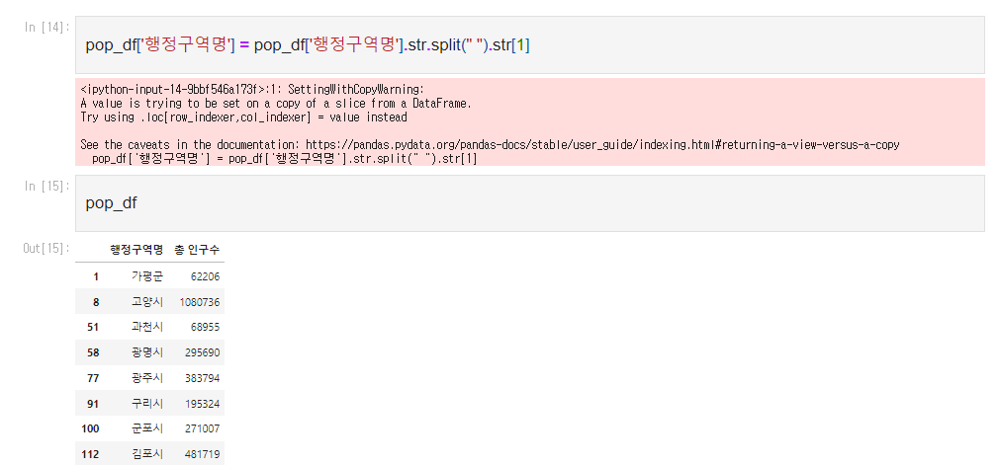 In [14]:
pop_df['행정구역명'] = pop_df['행정구역명'].str.split(" ").str[1]
<ipython-input-14-9bbf546a173f>:1: SettingWithCopyWarning:
A value is trying to be set on a copy of a slice from a DataFrame.
Try using .loc[row_indexer,col_indexer] = value instead
See the caveats in the documentation: https://pandas.pydata.org/pandas-docs/stable/user_guide/indexing.html#returning-a-view-versus-a-copy
pop_df['행정구역명'] = pop_df['행정구역명'].str.split(" ").str[1]
In [15]:
pop_df
Out[15]:
행정구역명 총 인구수
1 가평군 62206
8 고양시 1080736
51 과천시 68955
58 광명시 295690
77 광주시 383794
91 구리시 195324
100 군포시 271007
112 김포시 481719